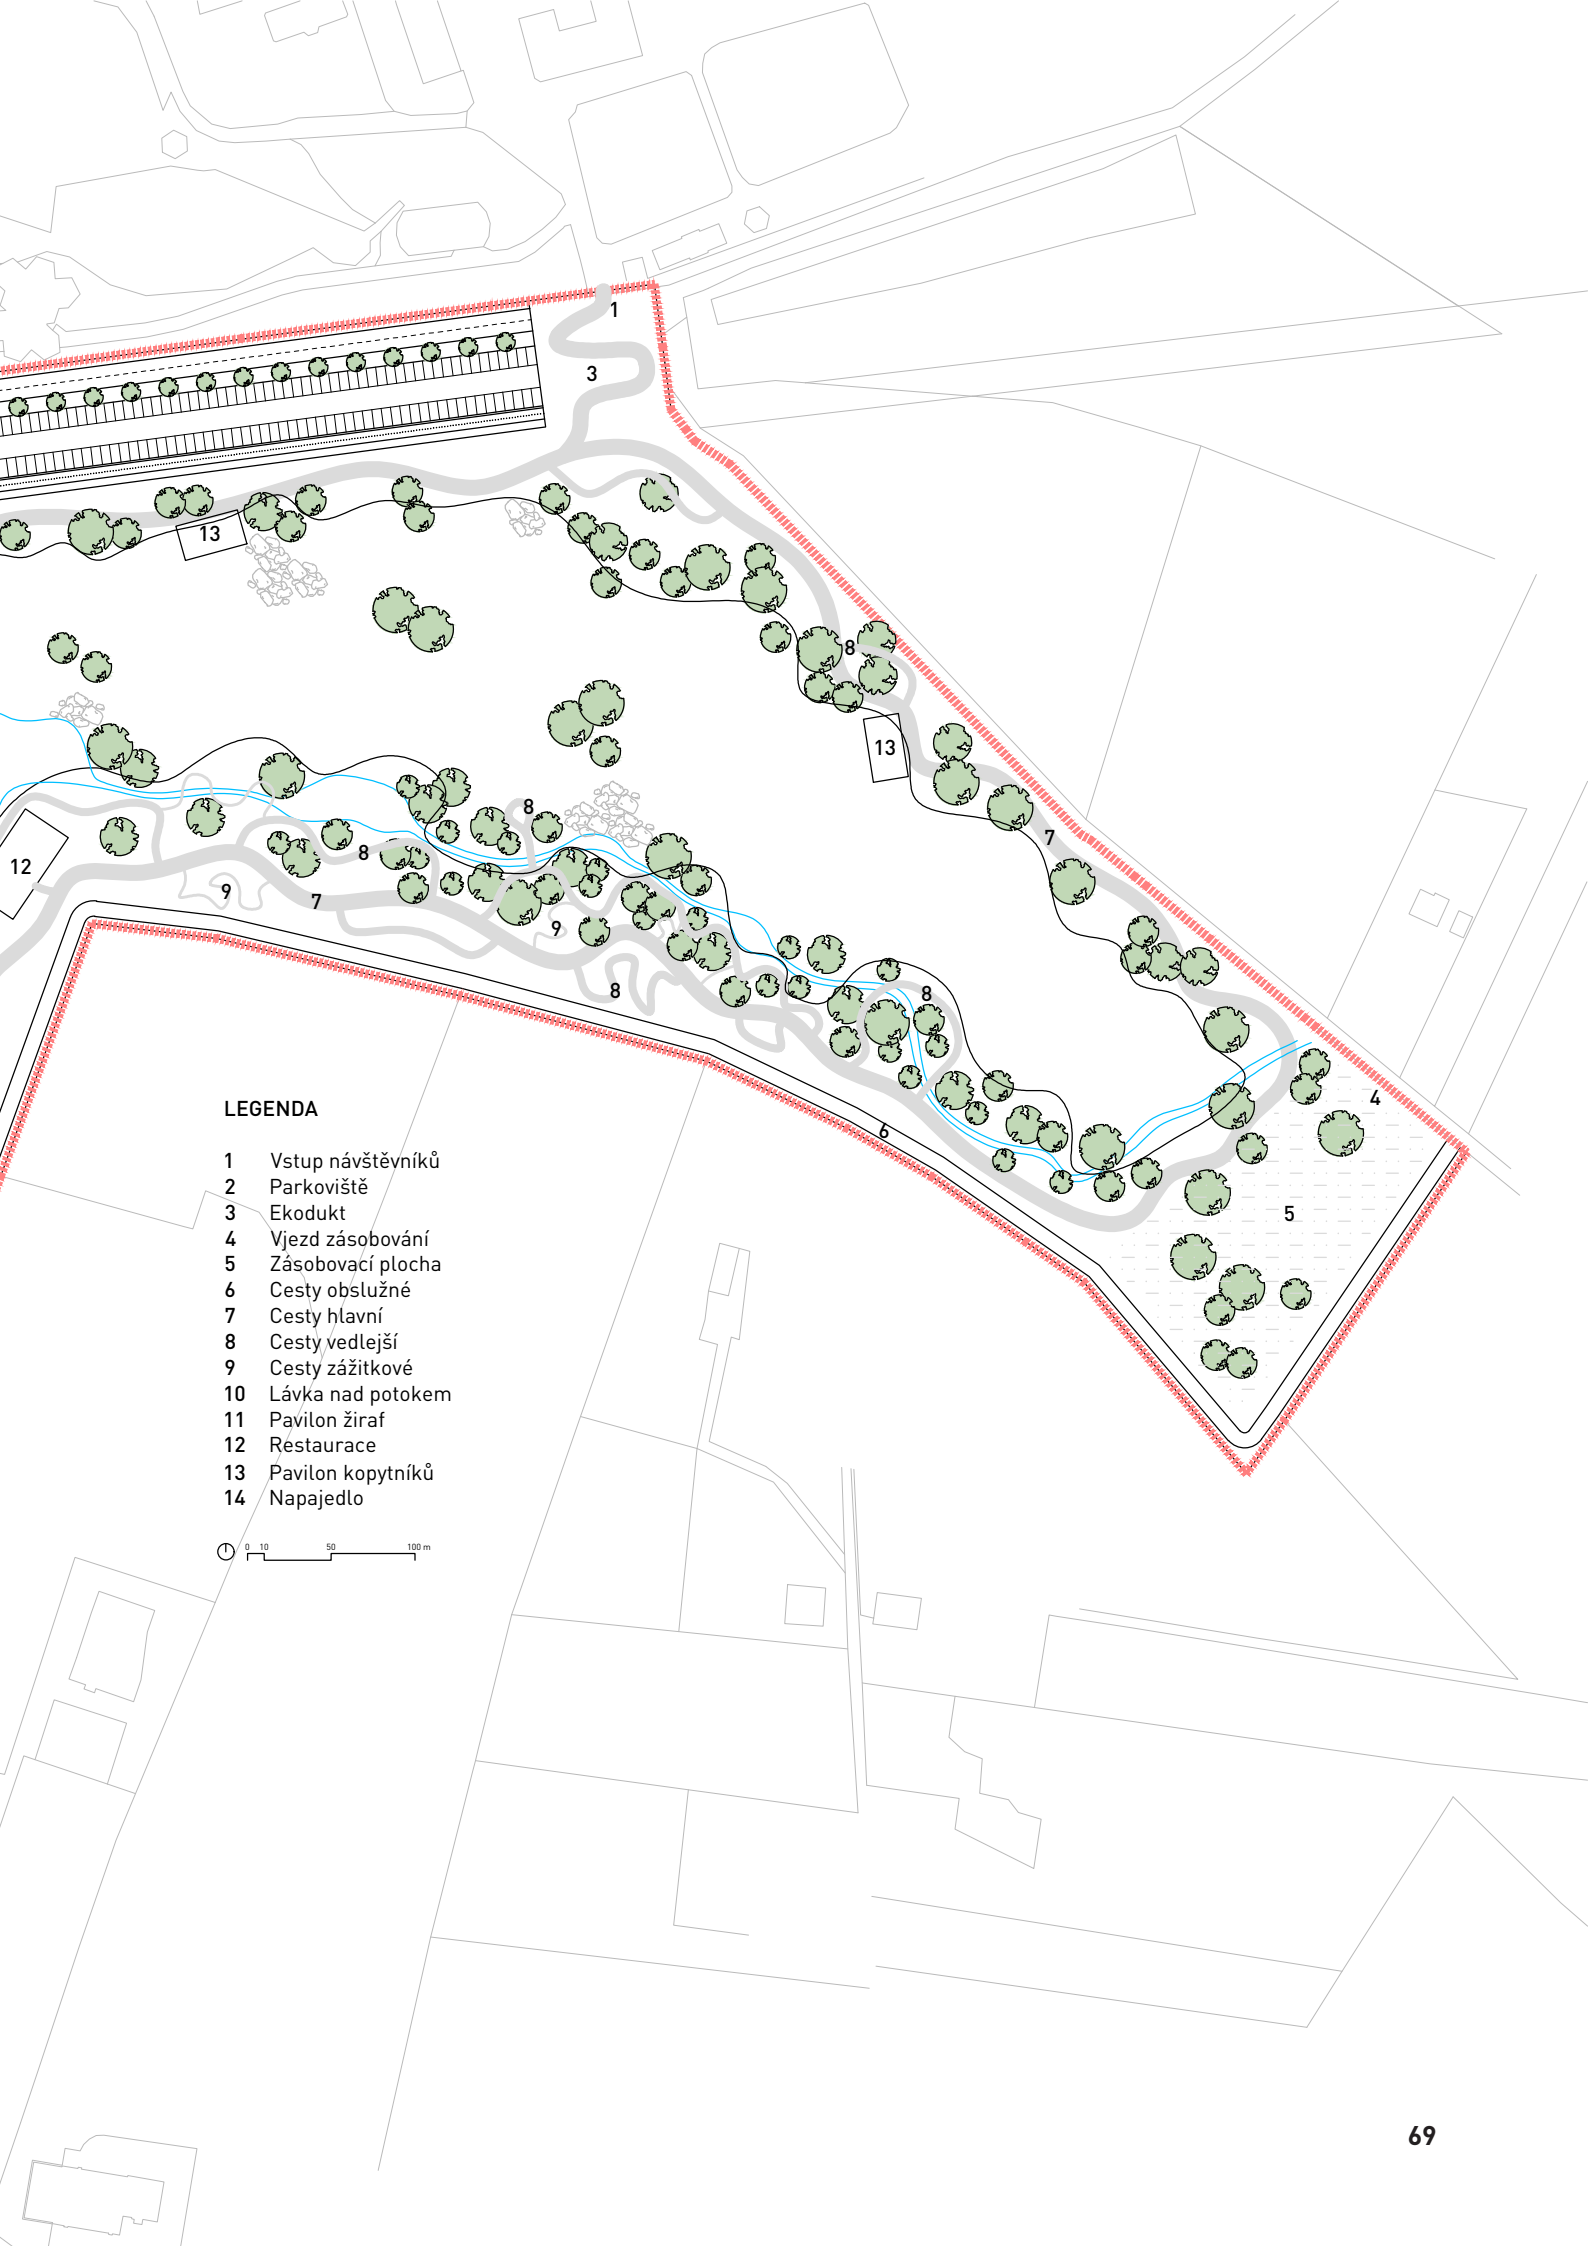 1
3
13
8
13
7
8
8
12
9
7
9
8
8
4
6
5
LEGENDA
1 Vstup návštěvníků
2 Parkoviště
3 Ekodukt
4 Vjezd zásobování
5 Zásobovací plocha
6 Cesty obslužné
7 Cesty hlavní
8 Cesty vedlejší
9 Cesty zážitkové
10 Lávka nad potokem
11 Pavilon žiraf
12 Restaurace
13 Pavilon kopytníků
14 Napajedlo
0 10 50 100 m
69